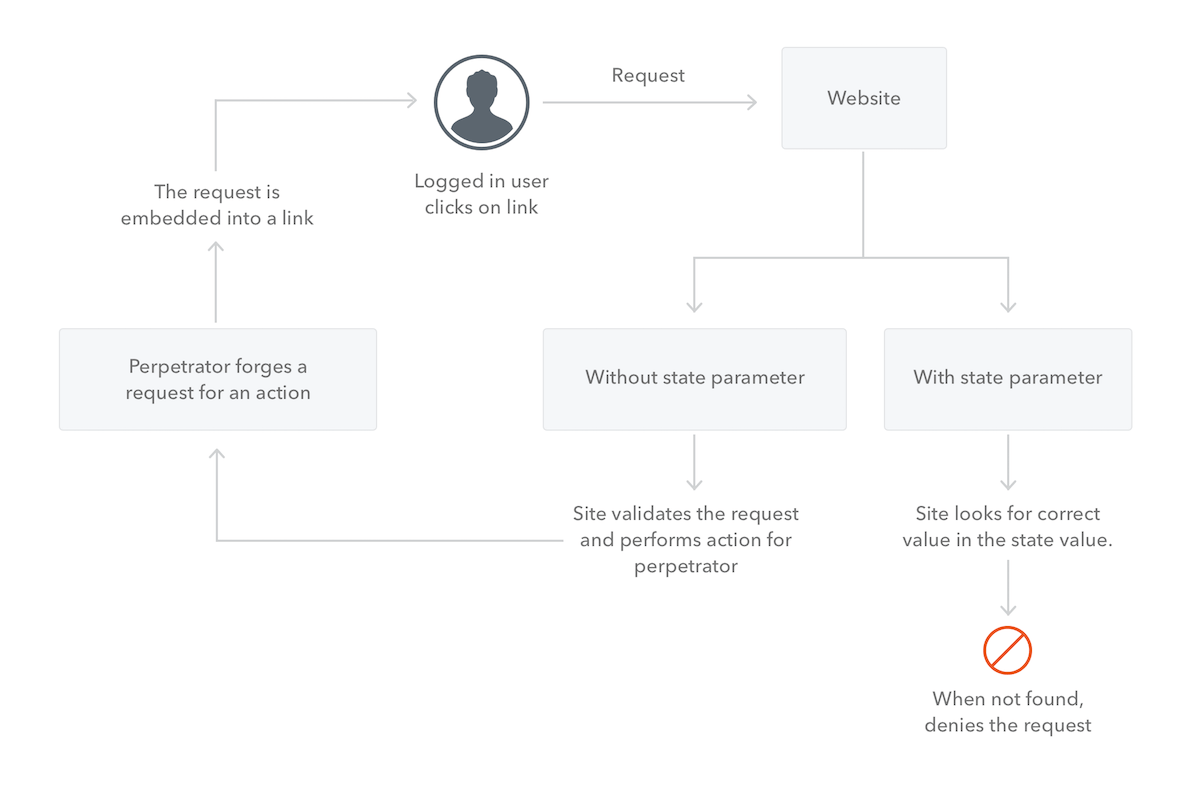 Request
Website
Logged in user
clicks on link
The request is
embedded into a link
Perpetrator forges a
request for an action
Without state parameter
With state parameter
Site validates the request
and performs action for
perpetrator
Site looks for correct
value in the state value.
When not found,
denies the request